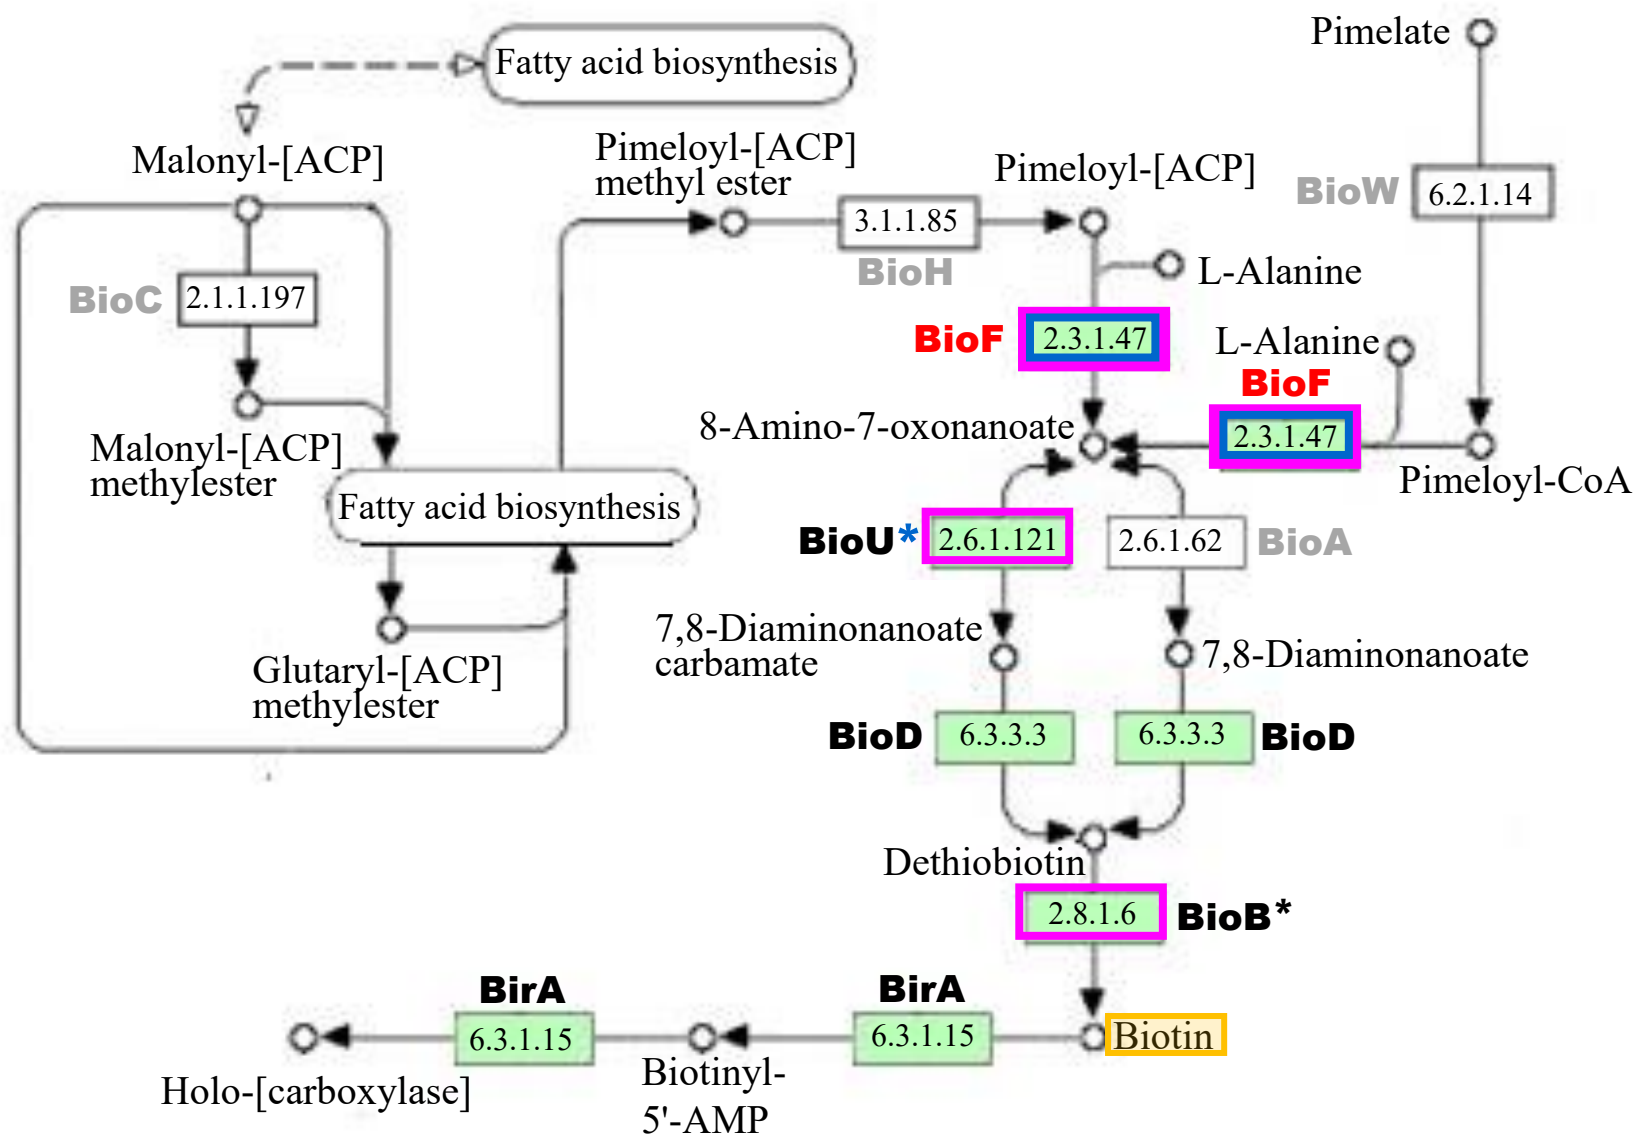 Fatty acid biosynthesis
Pimelate
Malonyl-[ACP]
Pimeloyl-[ACP]
methyl ester
Pimeloyl-[ACP]
BioW
6.2.1.14
3.1.1.85
BioH
L-Alanine
BioC
2.1.1.197
BioF
2.3.1.47
L-Alanine
BioF
2.3.1.47
8-Amino-7-oxonanoate
Malonyl-[ACP]
methylester
Pimeloyl-CoA
Fatty acid biosynthesis
BioU*
2.6.1.121
2.6.1.62
BioA
7,8-Diaminonanoate
carbamate
7,8-Diaminonanoate
Glutaryl-[ACP]
methylester
BioD
6.3.3.3
6.3.3.3
BioD
Dethiobiotin
2.8.1.6
BioB*
BirA
6.3.1.15
BirA
6.3.1.15
Biotin
Holo-[carboxylase]
Biotinyl-
5'-AMP